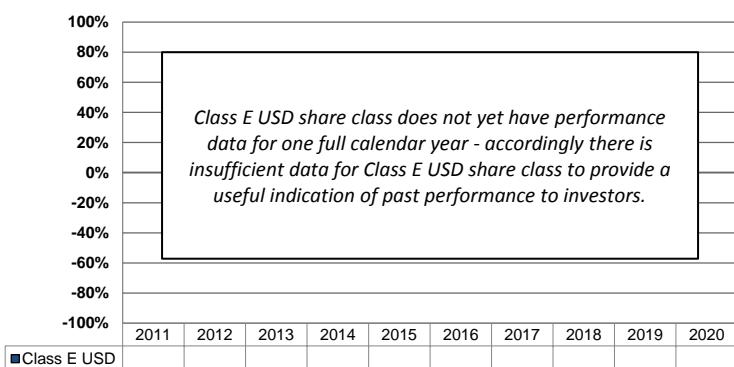 100%
80%
60%
40%
20%
0%
-20%
-40%
-60%
-80%
-100%
Class E USD share class does not yet have performance
data for one full calendar year - accordingly there is
insufficient data for Class E USD share class to provide a
useful indication of past performance to investors.
2011 2012 2013 2014 2015 2016 2017 2018 2019 2020
Class E USD